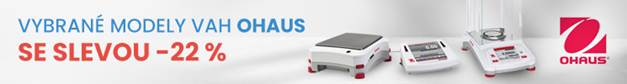 VYBRANÉ MODELY VAH OHAUS
SE SLEVOU -22 %
OHAUS